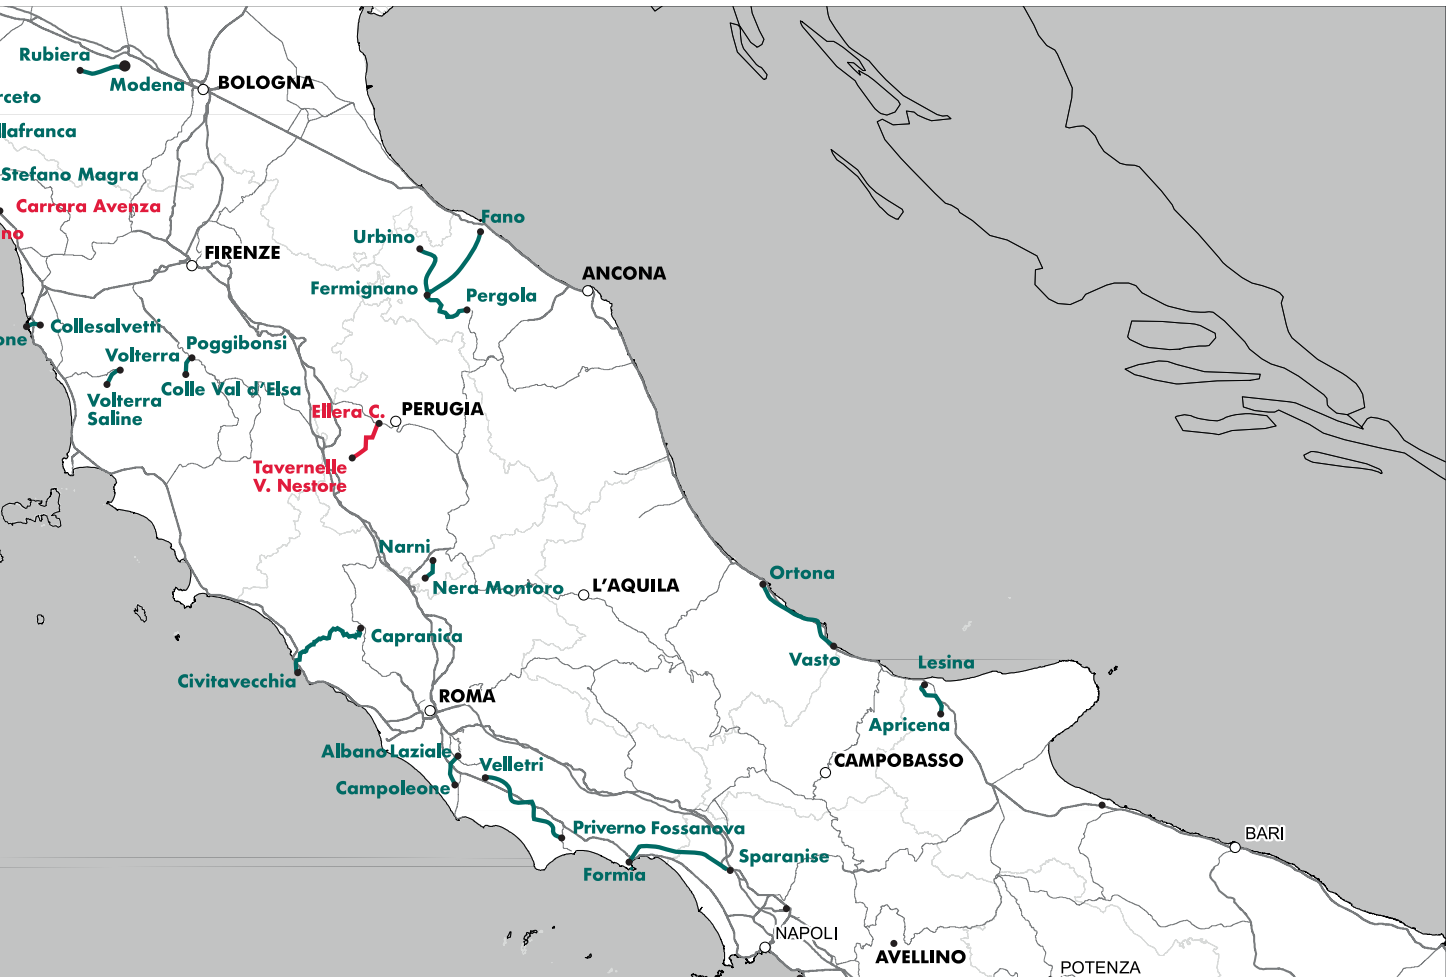 Rubiera
Modena
BOLOGNA
rceto
llafranca
Stefano Magra
Carrara Avenza
no
FIRENZE
Fano
Urbino
ANCONA
Fermignano
Pergola
Collesalvetti
one
Poggibonsi
Volterra
Colle Val d'Elsa
Volterra
Saline
Ellera C.
PERUGIA
Tavernelle
V. Nestore
Narni
Nera Montoro
L'AQUILA
Ortona
Capranica
Vasto
Lesina
Civitavecchia
ROMA
Apricena
Albano Laziale
Velletri
CAMPOBASSO
Campoleone
Priverno Fossanova
BARI
Sparanise
Formia
NAPOLI
AVELLINO
POTENZA